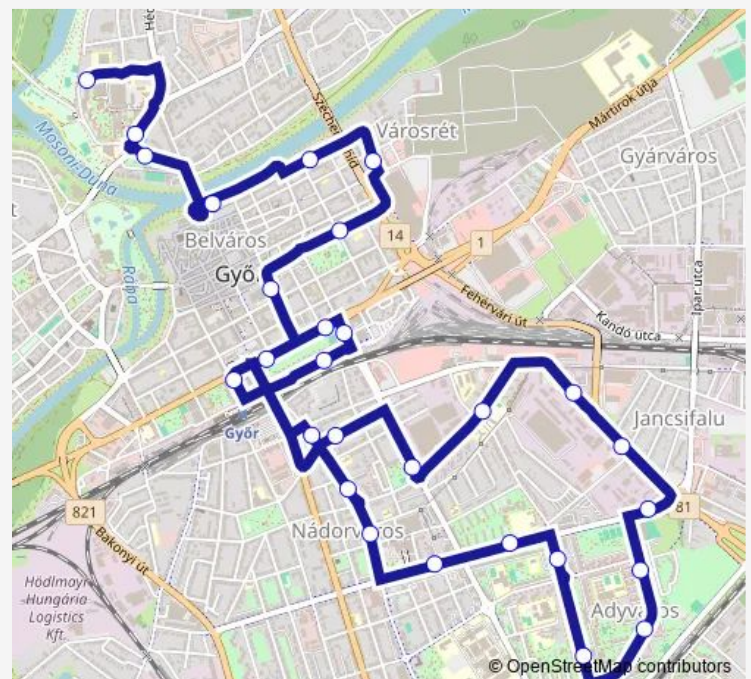 Mosoni-Duna
Városrét
Mártírok útja
Gyárváros
14
1
Belváros
Rába
Fehérvári út
Ipar utca
Kandó utca
Győr
Jancsifalu
821
Bakonyi út
Nádorváros
81
Hödlmayr
Hungária
Logistics
Kft.
Adyváros
© OpenStreetMap contributors